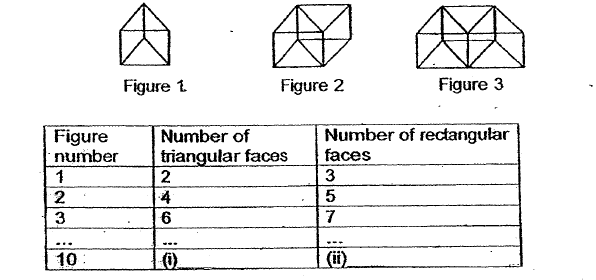 Figure 1 Figure 2 Figure 3
Figure number Number of triangular faces Number of rectangular faces
1 2 3
2 4 5
3 6 7
... ... ...
10 (i) (ii)